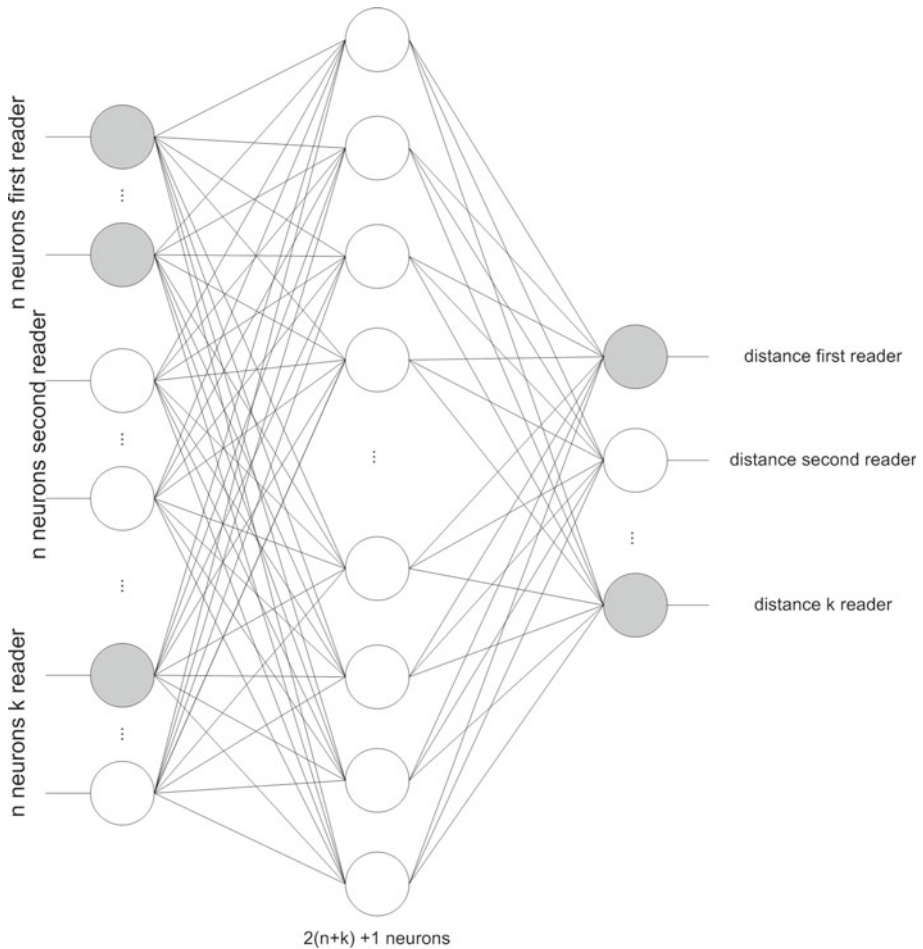 n neurons first reader
n neurons second reader
n neurons k reader
...
...
...
...
...
...
distance first reader
distance second reader
...
distance k reader
2(n+k) +1 neurons